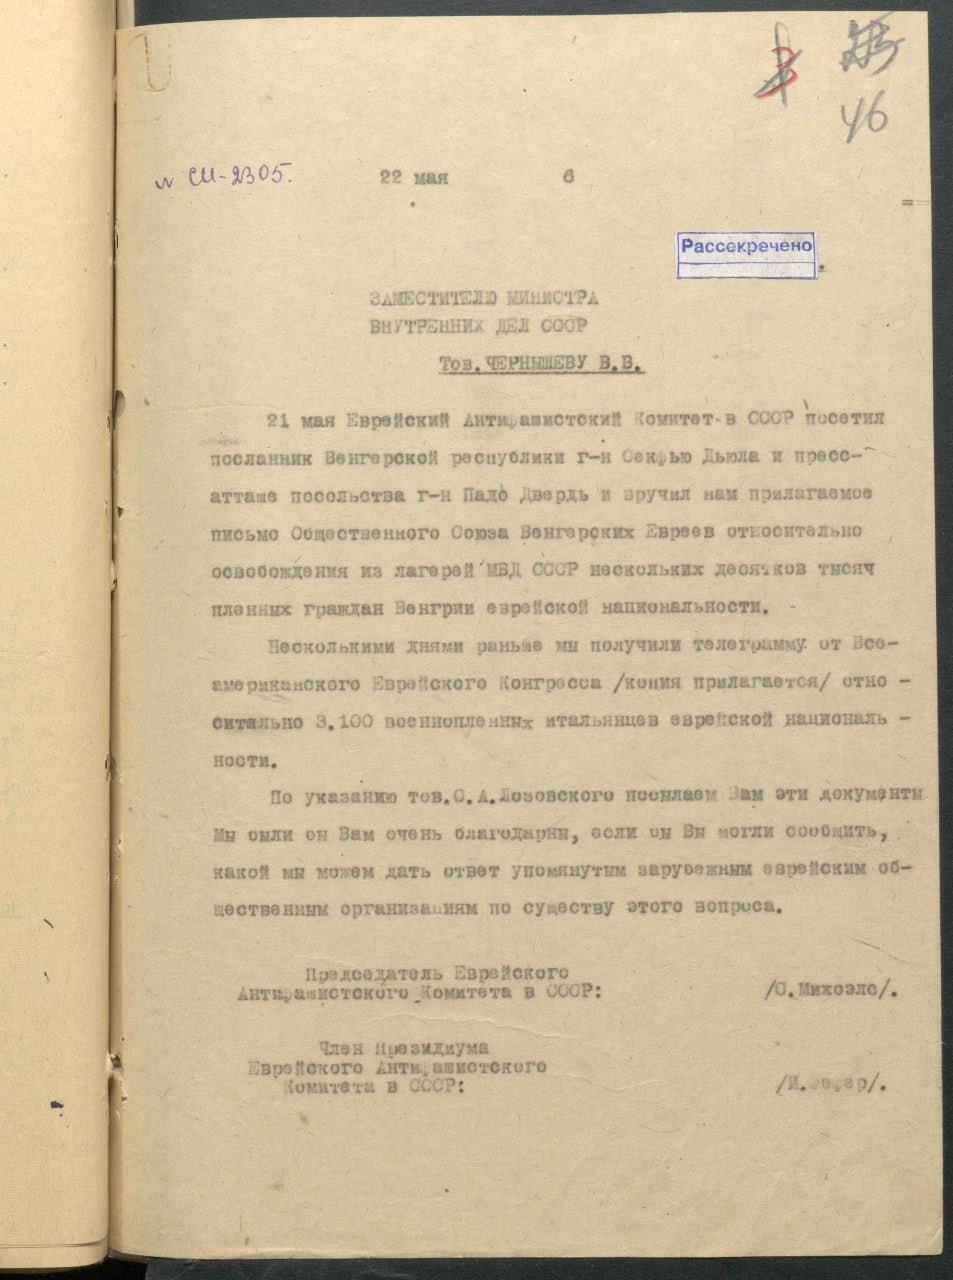 3
46
№ СИ-2305.
22 мая 6
Рассекречено
ЗАМЕСТИТЕЛЮ МИНИСТРА
ВНУТРЕННИХ ДЕЛ СССР
Тов. ЧЕРНЫШЕВУ В.В.
21 мая Еврейский Антифашистский Комитет в СССР посетил
посланник Венгерской республики г-н Секфью Дьюла и пресс-
атташе посольства г-н Падо Двердь и вручил нам прилагаемое
письмо Общественного Союза Венгерских Евреев относительно
освобождения из лагерей МВД СССР нескольких десятков тысяч
пленных граждан Венгрии еврейской национальности.
Несколькими днями раньше мы получили телеграмму от Все-
американского Еврейского Конгресса /копия прилагается/ отно -
ситально 3.100 военнопленных итальянцев еврейской националь -
ности.
По указанию тов.С.А.Лозовского посылаем Вам эти документы
Мы были бы Вам очень благодарны, если бы Вы могли сообщить,
какой мы можем дать ответ упомянутым зарубежным еврейским об-
щественным организациям по существу этого вопроса.
Председатель Еврейского
Антифашистского Комитета в СССР: /С.Михоэлс/.
Член Президиума
Еврейского Антифашистского
Комитета в СССР: /И.Фефер/.